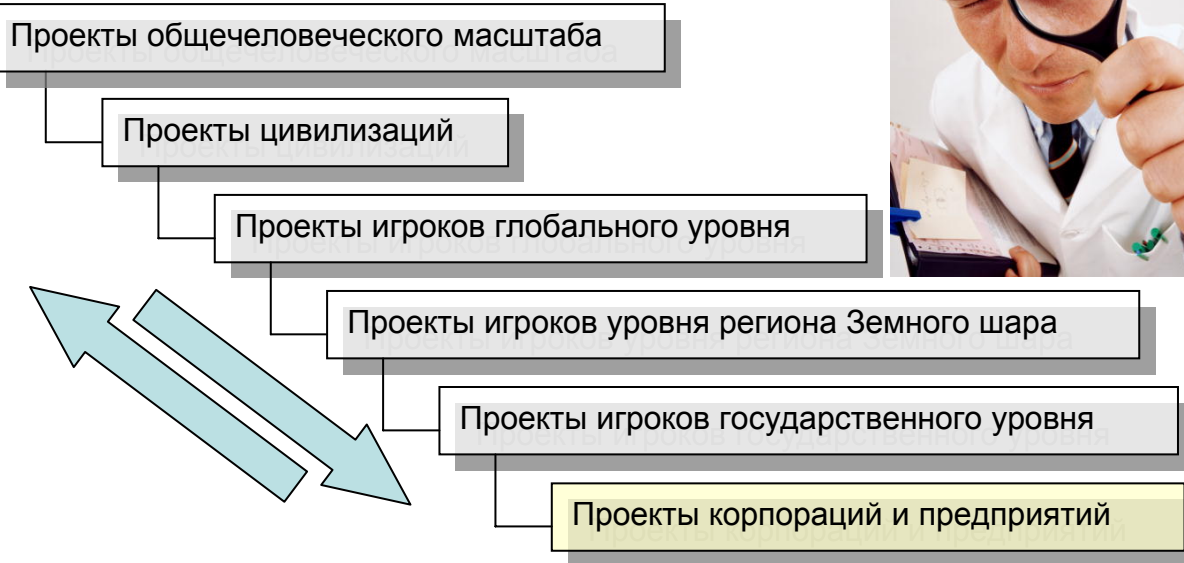 Проекты общечеловеческого масштаба
Проекты цивилизаций
Проекты игроков глобального уровня
Проекты игроков уровня региона Земного шара
Проекты игроков государственного уровня
Проекты корпораций и предприятий